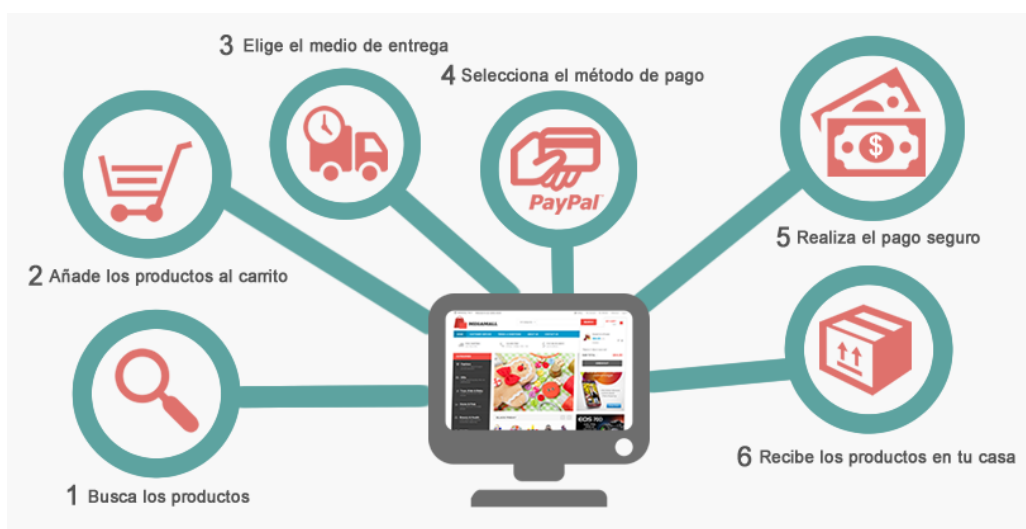 3 Elige el medio de entrega
4 Selecciona el método de pago
$
PayPal
5 Realiza el pago seguro
2 Añade los productos al carrito
1 Busca los productos
6 Recibe los productos en tu casa